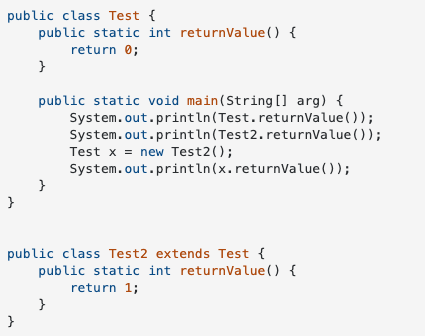 public class Test {
    public static int returnValue() {
        return 0;
    }

    public static void main(String[] arg) {
        System.out.println(Test.returnValue());
        System.out.println(Test2.returnValue());
        Test x = new Test2();
        System.out.println(x.returnValue());
    }
}


public class Test2 extends Test {
    public static int returnValue() {
        return 1;
    }
}